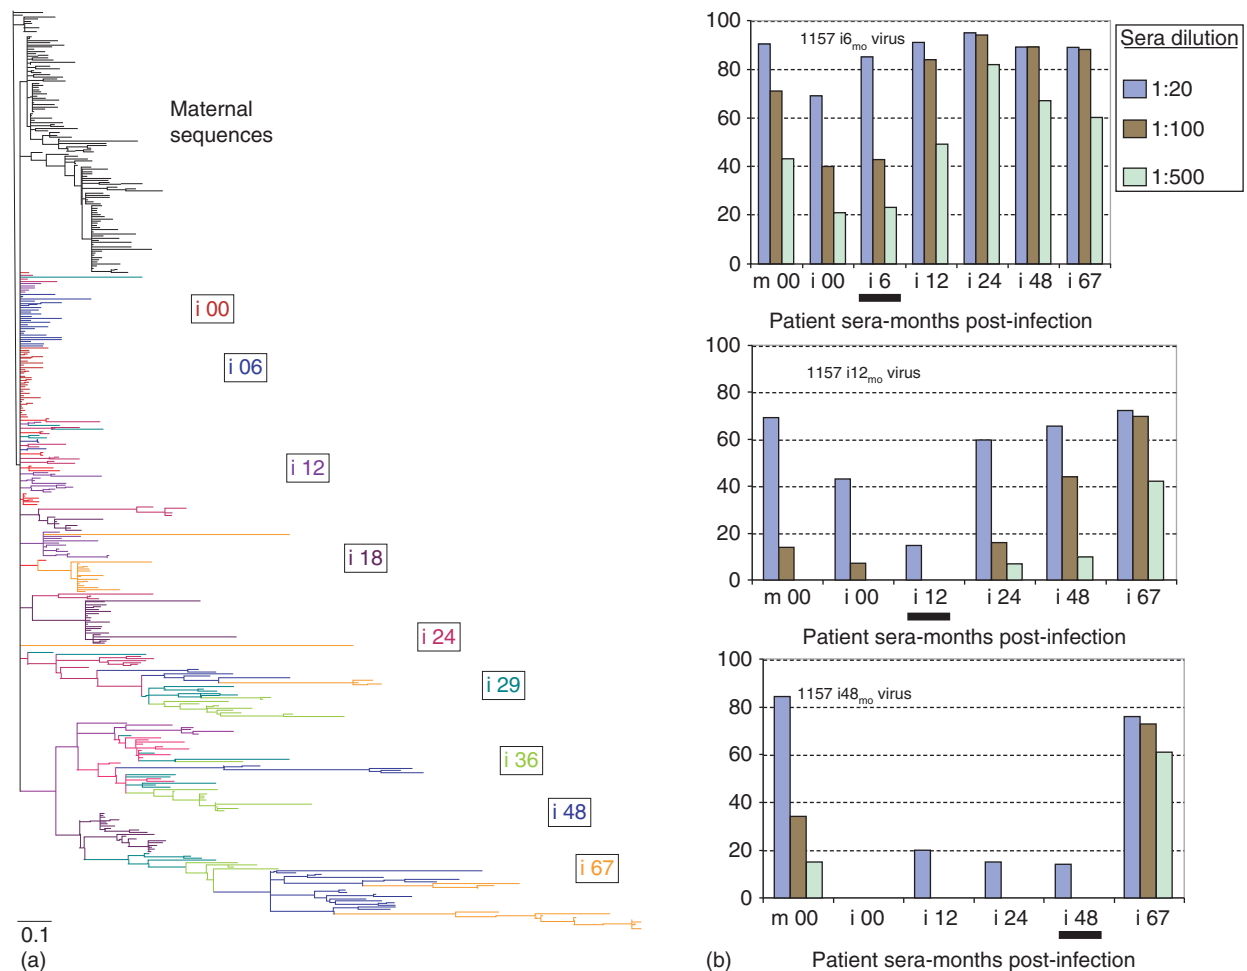 Maternal
sequences
i 00
i 06
i 12
i 18
i 24
i 29
i 36
i 48
i 67
0.1
(a)
100
80
60
40
20
0
1157 i6mo virus
m 00 i 00 i 6 i 12 i 24 i 48 i 67
Patient sera-months post-infection
Sera dilution
1:20
1:100
1:500
100
80
60
40
20
0
1157 i12mo virus
m 00 i 00 i 12 i 24 i 48 i 67
Patient sera-months post-infection
100
80
60
40
20
0
1157 i48mo virus
m 00 i 00 i 12 i 24 i 48 i 67
(b) Patient sera-months post-infection